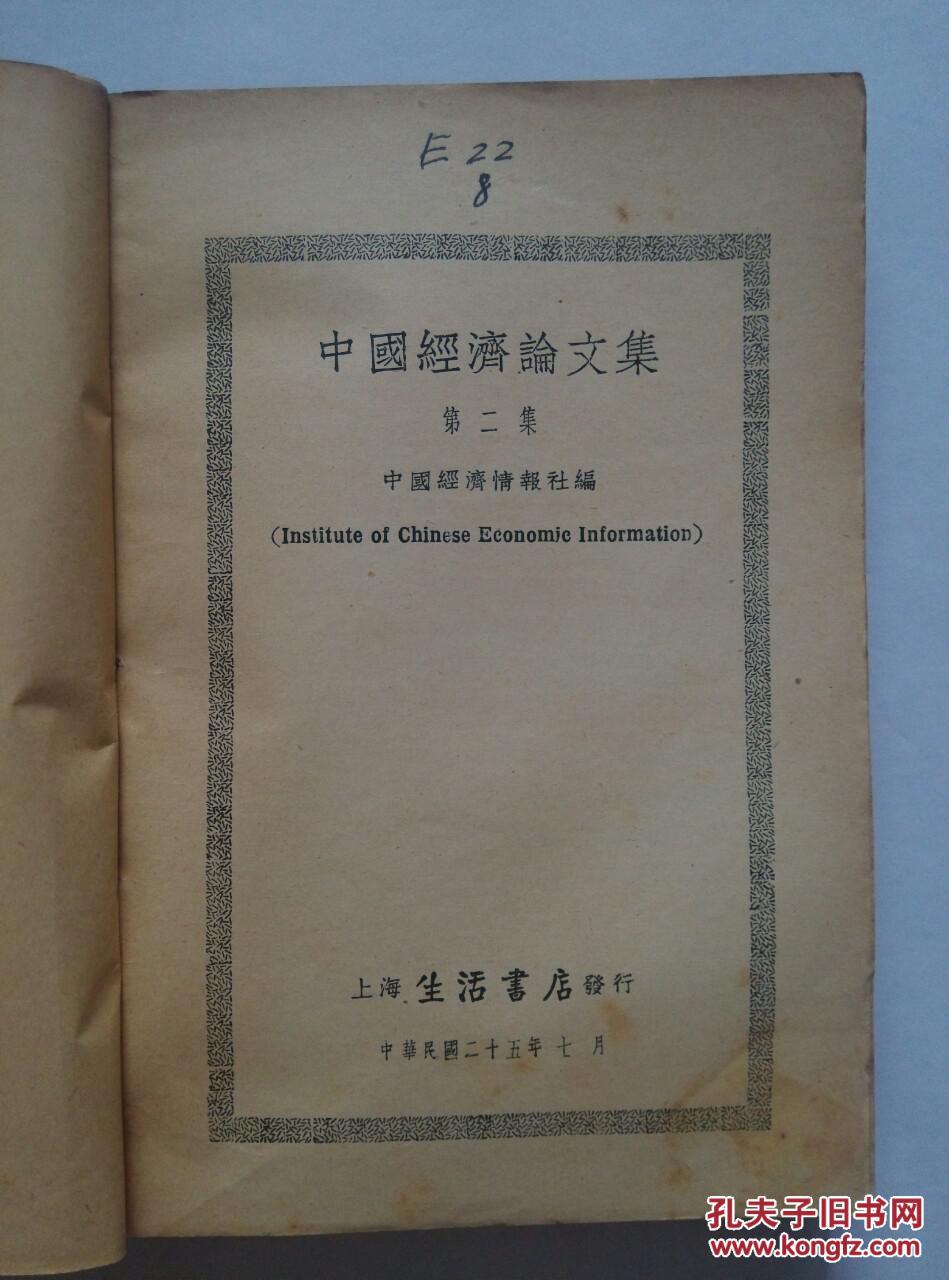 E 22
8
中國經濟論文集
第二集
中國經濟情報社編
(Institute of Chinese Economic Information)
上海 生活書店 發行
中華民國二十五年七月
孔夫子旧书网
www.kongfz.com